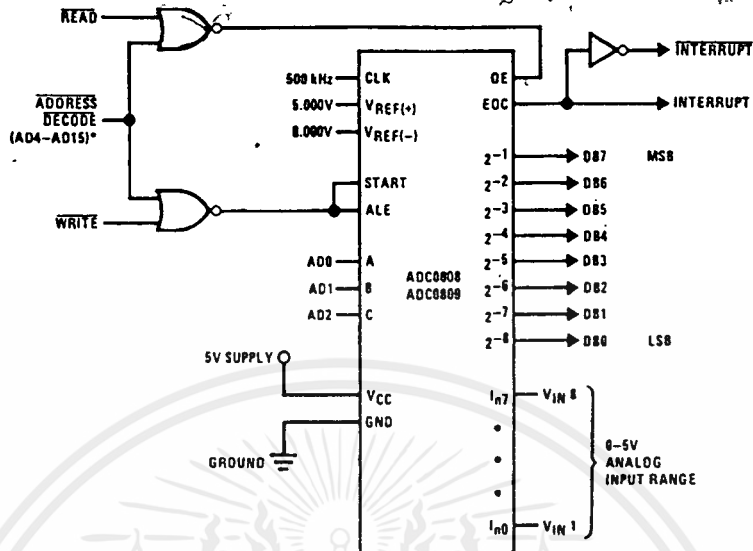 READ
ADDRESS
DECODE
(AD4-AD15)*
WRITE
500 kHz
5.000V
0.000V
CLK
VREF(+)
VREF(-)
START
ALE
AD0
AD1
AD2
A
B
C
ADC0808
ADC0809
5V SUPPLY
VCC
GND
GROUND
OE
EOC
INTERRUPT
INTERRUPT
2-1 DB7 MSB
2-2 DB6
2-3 DB5
2-4 DB4
2-5 DB3
2-6 DB2
2-7 DB1
2-8 DB0 LSB
In7 VIN 8
In0 VIN 1
0-5V
ANALOG
INPUT RANGE